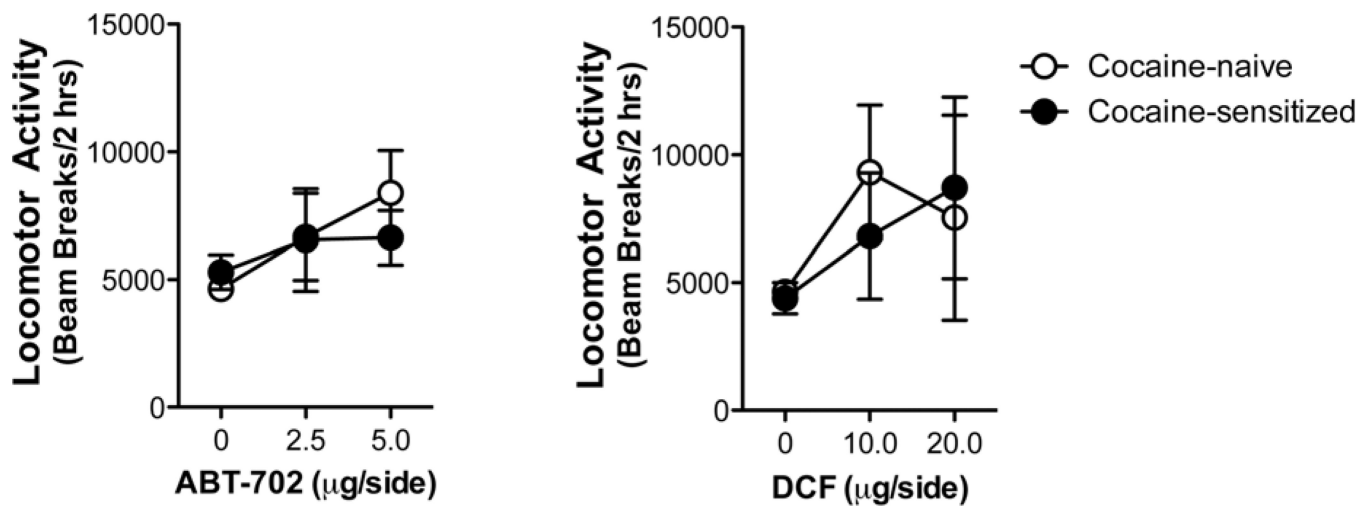 Locomotor Activity
(Beam Breaks/2 hrs)
15000
10000
5000
0
0 2.5 5.0
ABT-702 (μg/side)
Locomotor Activity
(Beam Breaks/2 hrs)
15000
10000
5000
0
0 10.0 20.0
DCF (μg/side)
Cocaine-naive
Cocaine-sensitized